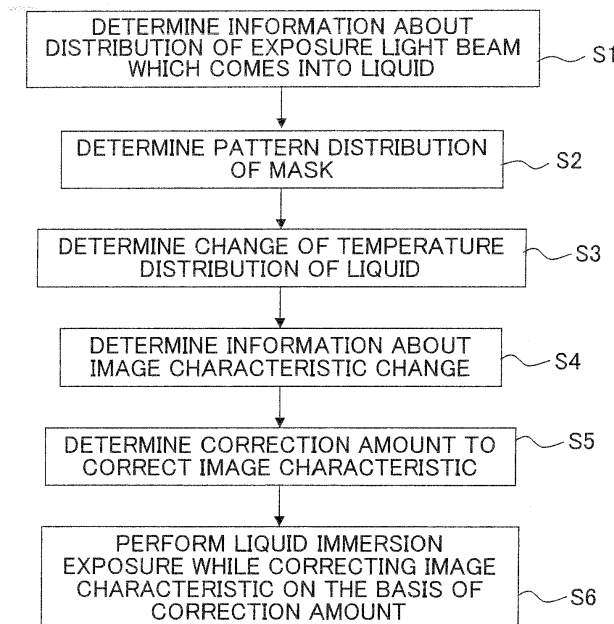 DETERMINE INFORMATION ABOUT
DISTRIBUTION OF EXPOSURE LIGHT BEAM
WHICH COMES INTO LIQUID
S1
DETERMINE PATTERN DISTRIBUTION
OF MASK
S2
DETERMINE CHANGE OF TEMPERATURE
DISTRIBUTION OF LIQUID
S3
DETERMINE INFORMATION ABOUT
IMAGE CHARACTERISTIC CHANGE
S4
DETERMINE CORRECTION AMOUNT TO
CORRECT IMAGE CHARACTERISTIC
S5
PERFORM LIQUID IMMERSION
EXPOSURE WHILE CORRECTING IMAGE
CHARACTERISTIC ON THE BASIS OF
CORRECTION AMOUNT
S6